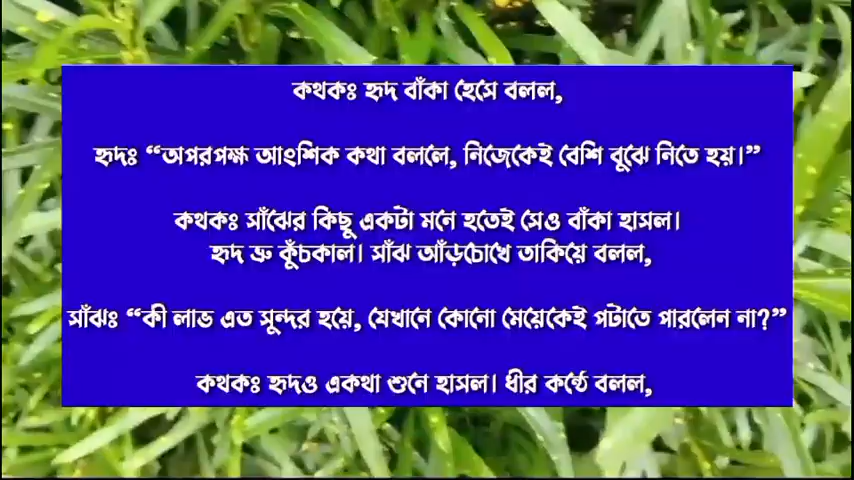 কথকঃ হৃদ বাঁকা হেসে বলল,
হৃদঃ “অপরপক্ষ আংশিক কথা বললে, নিজেকেই বেশি বুঝে নিতে হয়।”
কথকঃ সাঁঝের কিছু একটা মনে হতেই সেও বাঁকা হাসল।
হৃদ ভ্রু কুঁচকাল। সাঁঝ আঁড়চোখে তাকিয়ে বলল,
সাঁঝঃ “কী লাভ এত সুন্দর হয়ে, যেখানে কোনো মেয়েকেই পটাতে পারলেন না?”
কথকঃ হৃদও একথা শুনে হাসল। ধীর কন্ঠে বলল,